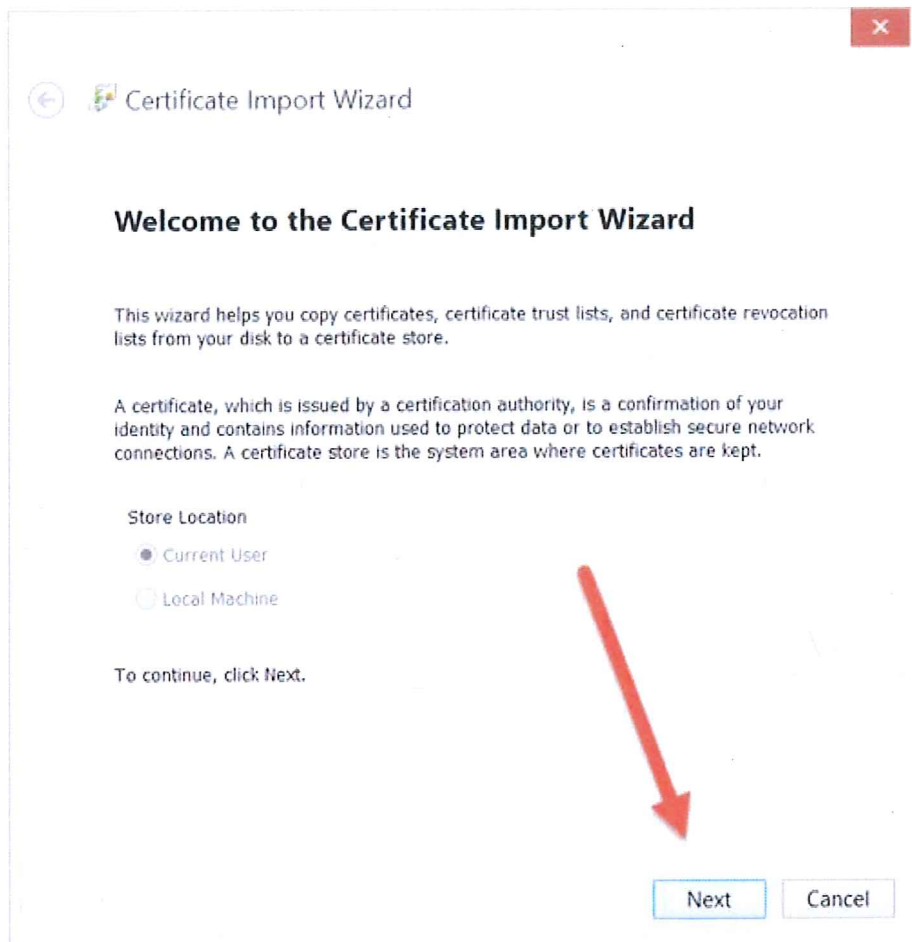 Certificate Import Wizard
Welcome to the Certificate Import Wizard
This wizard helps you copy certificates, certificate trust lists, and certificate revocation
lists from your disk to a certificate store.
A certificate, which is issued by a certification authority, is a confirmation of your
identity and contains information used to protect data or to establish secure network
connections. A certificate store is the system area where certificates are kept.
Store Location
Current User
Local Machine
To continue, click Next.
Next
Cancel